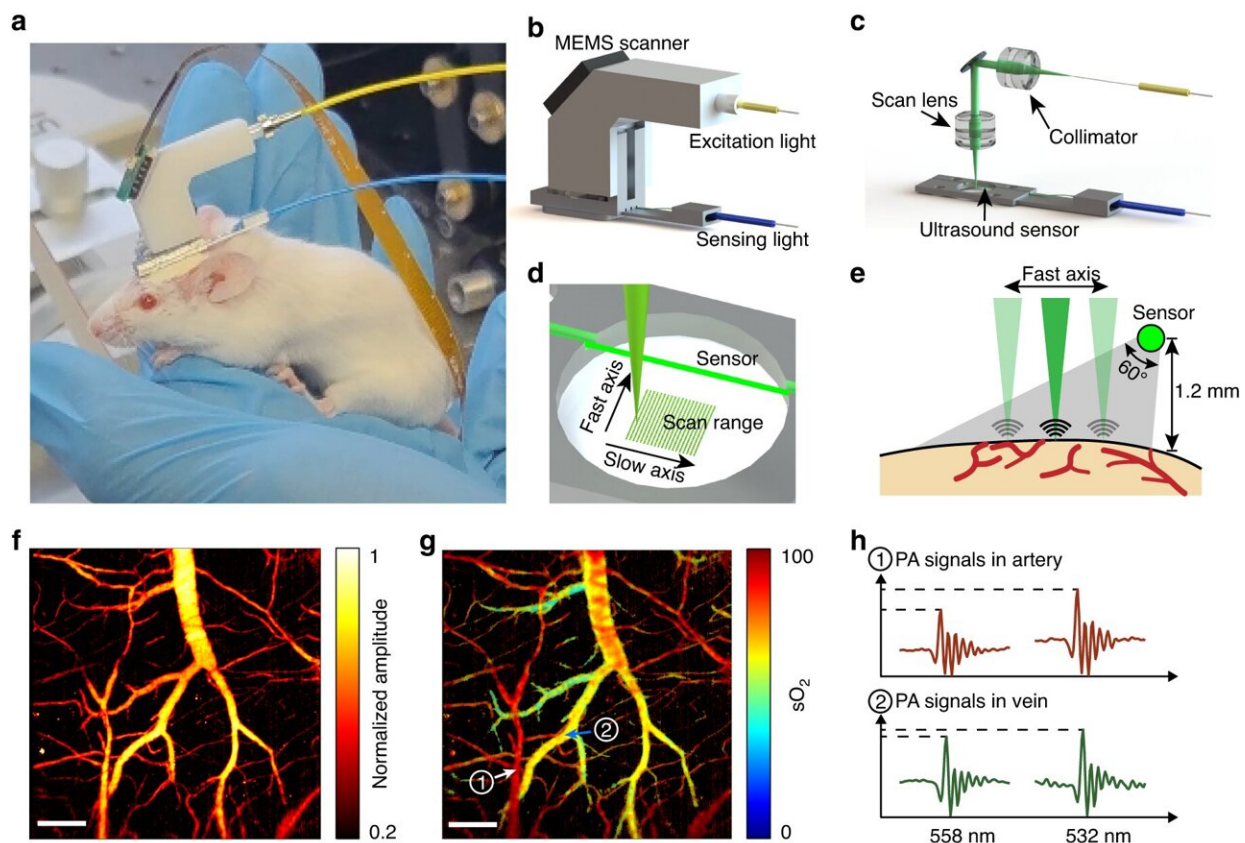 a
b
MEMS scanner
Excitation light
Sensing light
c
Scan lens
Collimator
Ultrasound sensor
d
Sensor
Fast axis
Scan range
Slow axis
e
Fast axis
Sensor
60°
1.2 mm
f
1
Normalized amplitude
0.2
g
100
sO₂
0
1
2
h
1 PA signals in artery
2 PA signals in vein
558 nm
532 nm